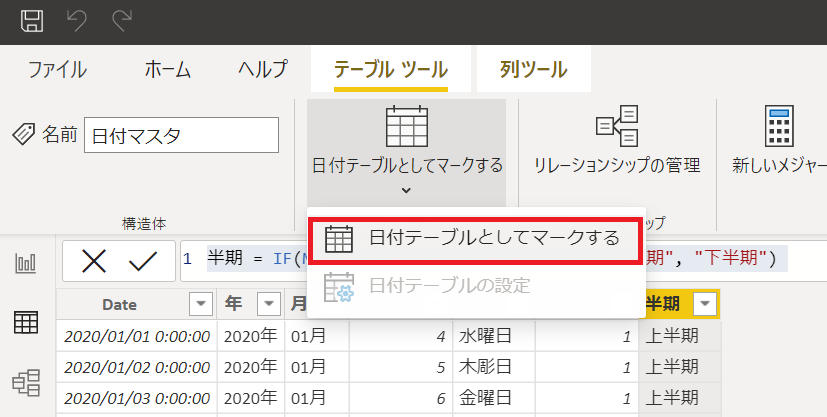 ファイル ホーム ヘルプ テーブル ツール 列ツール
名前 日付マスタ
日付テーブルとしてマークする
リレーションシップの管理
新しいメジャー
構造体
ップ
日付テーブルとしてマークする
日付テーブルの設定
1 半期 = IF( 期", "下半期")
Date 年 月 半期
2020/01/01 0:00:00 2020年 01月 4 水曜日 1 上半期
2020/01/02 0:00:00 2020年 01月 5 木彫日 1 上半期
2020/01/03 0:00:00 2020年 01月 6 金曜日 1 上半期